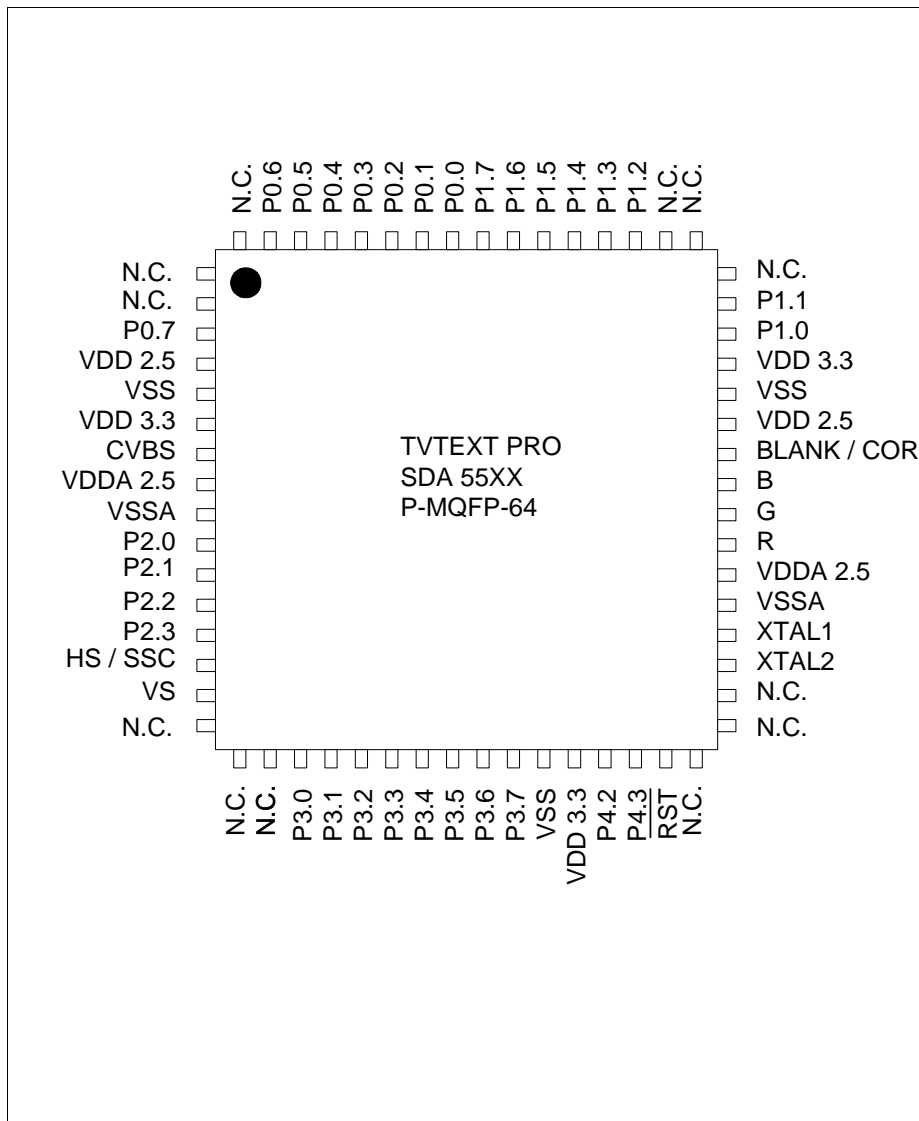 N.C.
P0.6
P0.5
P0.4
P0.3
P0.2
P0.1
P0.0
P1.7
P1.6
P1.5
P1.4
P1.3
P1.2
N.C.
N.C.
N.C.
N.C.
P0.7
VDD 2.5
VSS
VDD 3.3
CVBS
VDDA 2.5
VSSA
P2.0
P2.1
P2.2
P2.3
HS / SSC
VS
N.C.
TVTEXT PRO
SDA 55XX
P-MQFP-64
N.C.
P1.1
P1.0
VDD 3.3
VSS
VDD 2.5
BLANK / COR
B
G
R
VDDA 2.5
VSSA
XTAL1
XTAL2
N.C.
N.C.
N.C.
N.C.
P3.0
P3.1
P3.2
P3.3
P3.4
P3.5
P3.6
P3.7
VSS
VDD 3.3
P4.2
P4.3
RST
N.C.